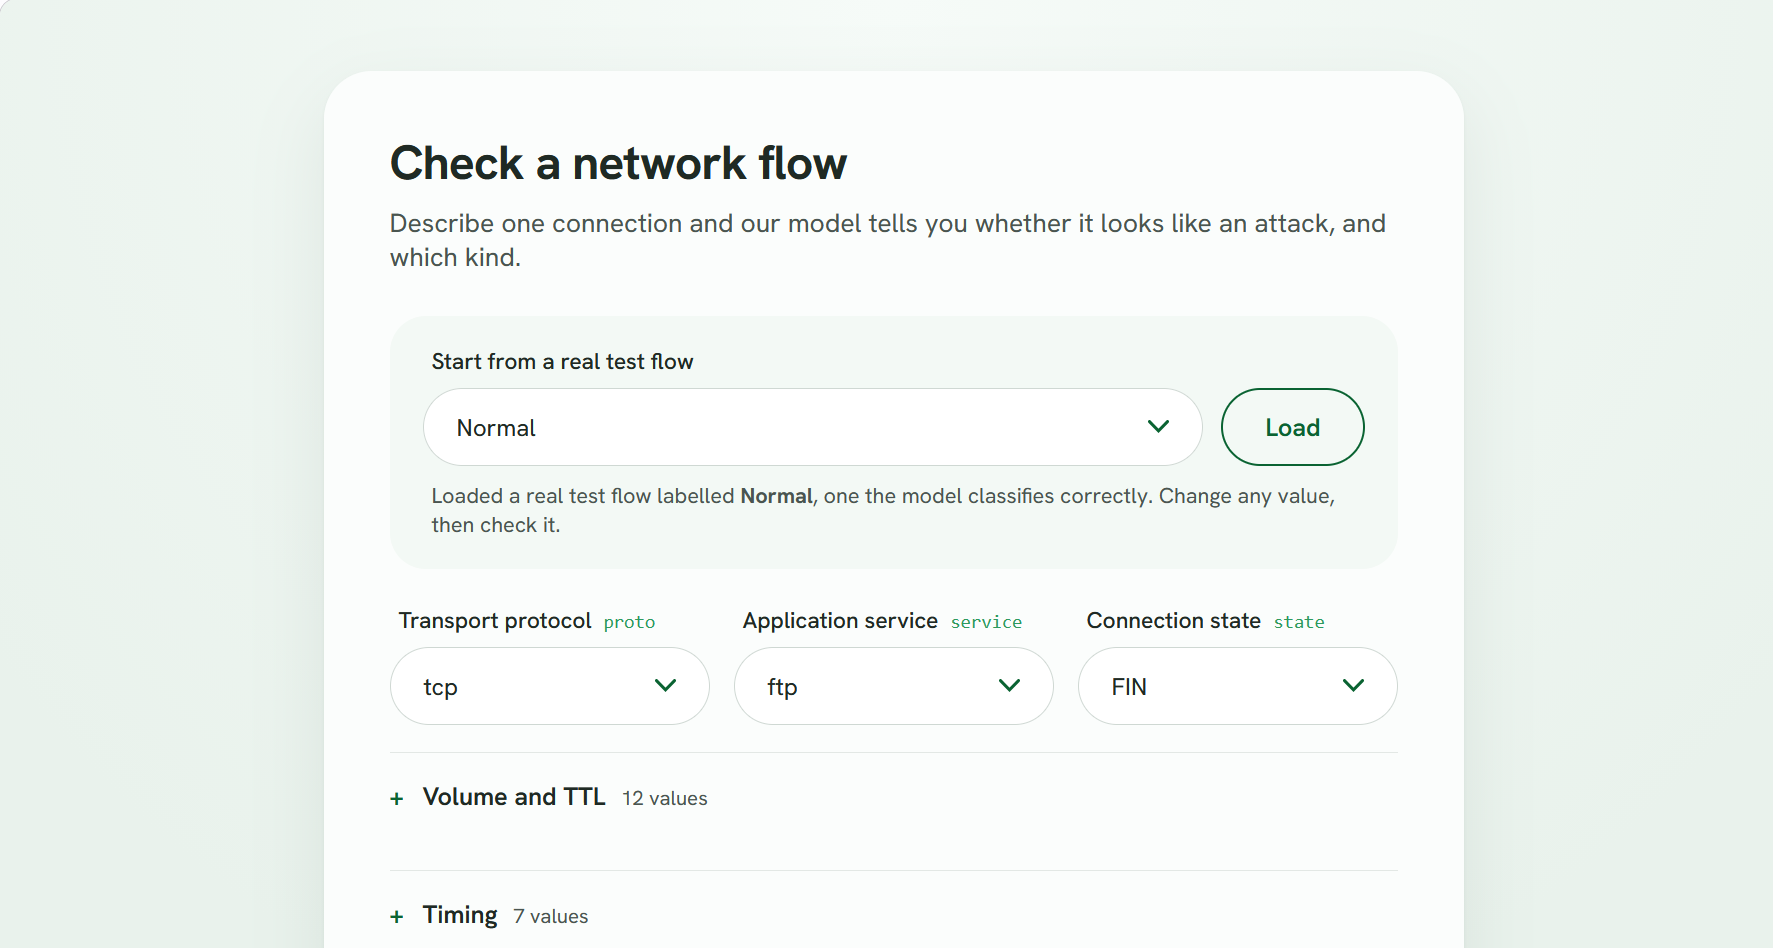 Check a network flow
Describe one connection and our model tells you whether it looks like an attack, and
which kind.
Start from a real test flow
Normal
Load
Loaded a real test flow labelled Normal, one the model classifies correctly. Change any value,
then check it.
Transport protocol proto
Application service service
Connection state state
tcp
ftp
FIN
+ Volume and TTL 12 values
+ Timing 7 values